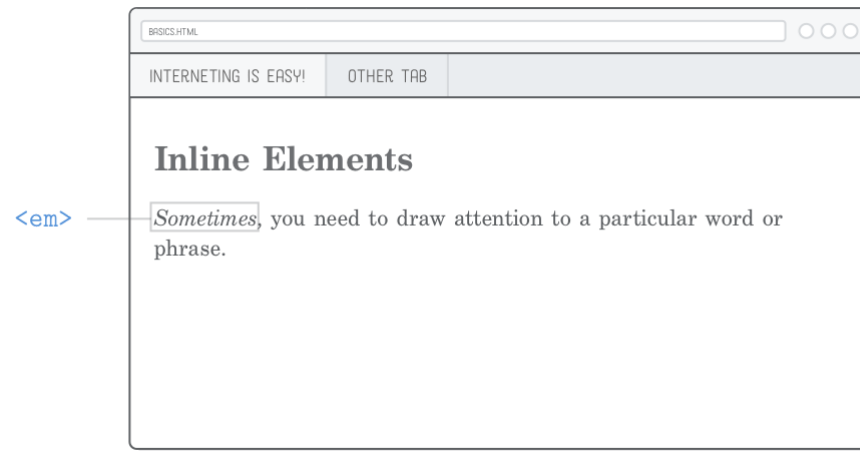 BASICS.HTML
INTERNETING IS EASY! OTHER TAB
Inline Elements
<em>
Sometimes, you need to draw attention to a particular word or
phrase.